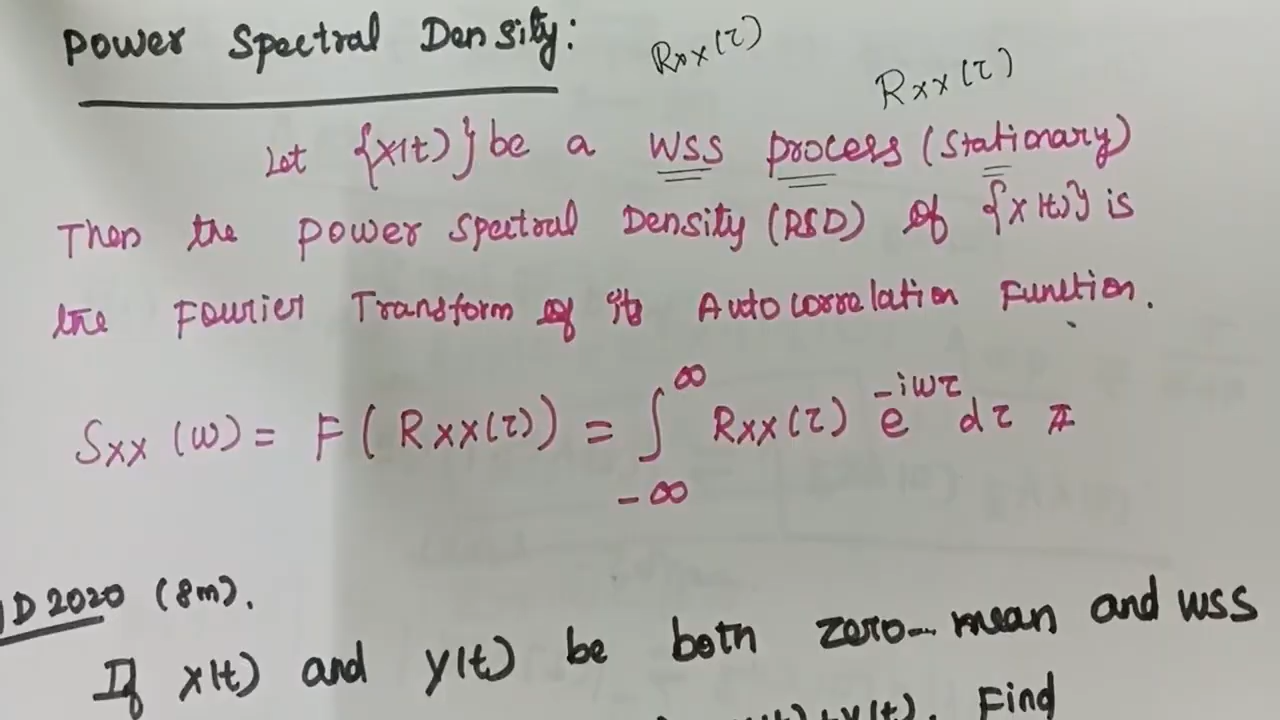 Power Spectral Density:
Rxx(τ)
Rxx(τ)
Let {X(t)} be a WSS process (Stationary)
Then the power spectral Density (PSD) of {X(t)} is
the Fourier Transform of its Autocorrelation Function.
Sxx(ω) = F(Rxx(τ)) = ∫_{-∞}^{∞} Rxx(τ) e^{-iωτ} dτ
D 2020 (8m).
If X(t) and Y(t) be both zero-mean and WSS
+Y(t). Find